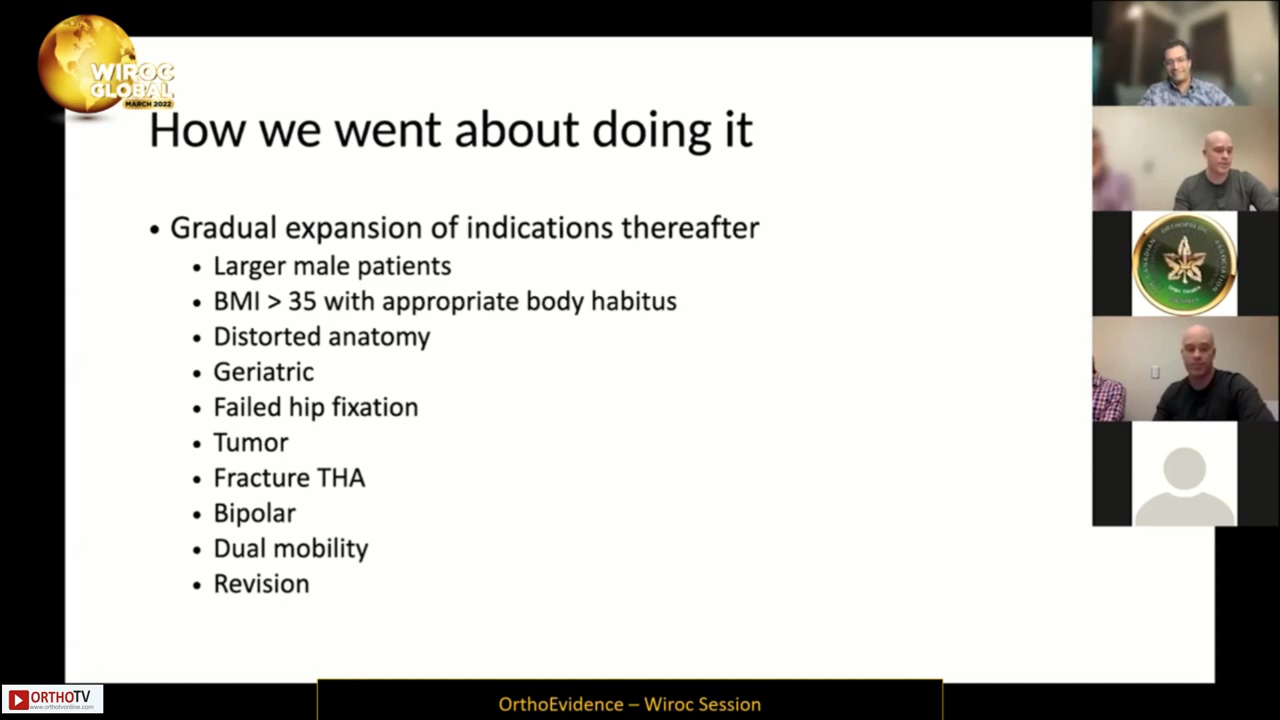 WIROC
GLOBAL
MARCH 2022
How we went about doing it
• Gradual expansion of indications thereafter
• Larger male patients
• BMI > 35 with appropriate body habitus
• Distorted anatomy
• Geriatric
• Failed hip fixation
• Tumor
• Fracture THA
• Bipolar
• Dual mobility
• Revision
ORTHOTV
www.orthotvonline.com
OrthoEvidence – Wiroc Session